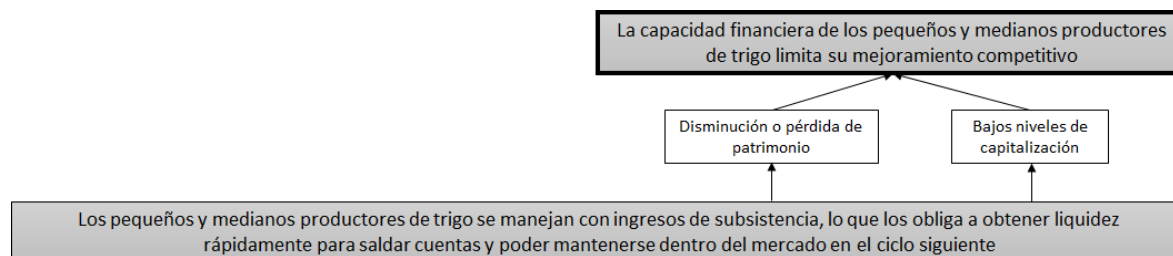 La capacidad financiera de los pequeños y medianos productores
de trigo limita su mejoramiento competitivo
Disminución o pérdida de
patrimonio
Bajos niveles de
capitalización
Los pequeños y medianos productores de trigo se manejan con ingresos de subsistencia, lo que los obliga a obtener liquidez
rápidamente para saldar cuentas y poder mantenerse dentro del mercado en el ciclo siguiente